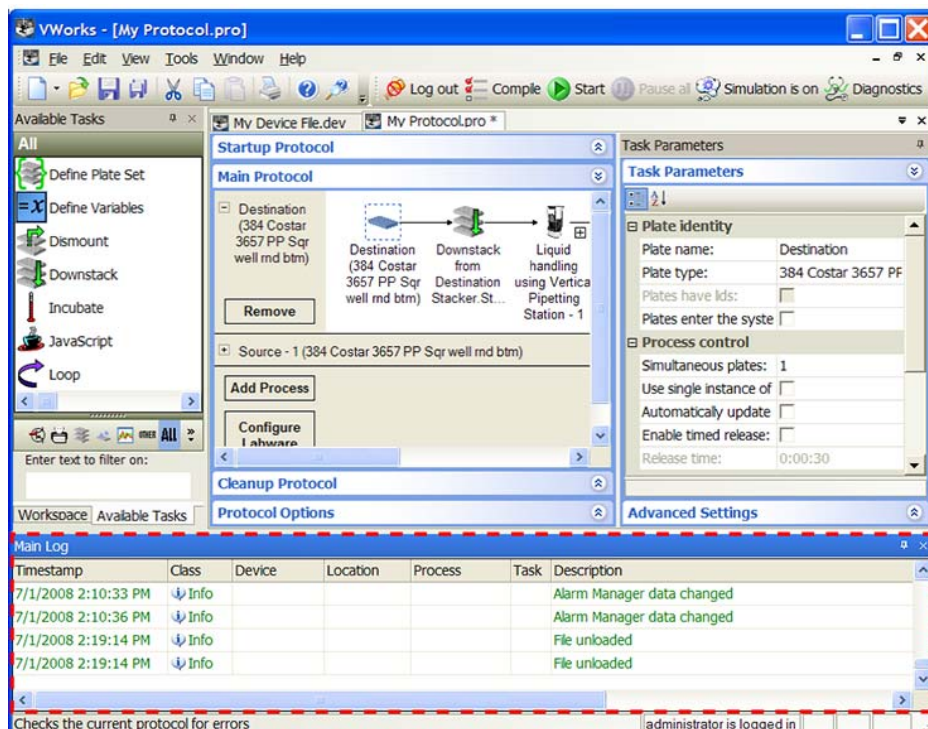 VWorks - [My Protocol.pro]
File Edit View Tools Window Help
Log out Compile Start Pause all Simulation is on Diagnostics
Available Tasks
My Device File.dev My Protocol.pro *
All
Define Plate Set
Define Variables
Dismount
Downstack
Incubate
JavaScript
Loop
OTHER ALL
Enter text to filter on:
Workspace Available Tasks
Startup Protocol
Main Protocol
Destination
(384 Costar
3657 PP Sqr
well rnd btm)
Remove
Destination
(384 Costar
3657 PP Sqr
well rnd btm)
Downstack
from
Destination
Stacker.St...
Liquid
handling
using Vertica
Pipetting
Station - 1
Source - 1 (384 Costar 3657 PP Sqr well rnd btm)
Add Process
Configure
Labware
Cleanup Protocol
Protocol Options
Task Parameters
Task Parameters
Plate identity
Plate name: Destination
Plate type: 384 Costar 3657 PF
Plates have lids:
Plates enter the syste
Process control
Simultaneous plates: 1
Use single instance of
Automatically update
Enable timed release:
Release time: 0:00:30
Advanced Settings
Main Log
Timestamp Class Device Location Process Task Description
7/1/2008 2:10:33 PM Info Alarm Manager data changed
7/1/2008 2:10:36 PM Info Alarm Manager data changed
7/1/2008 2:19:14 PM Info File unloaded
7/1/2008 2:19:14 PM Info File unloaded
Checks the current protocol for errors administrator is logged in